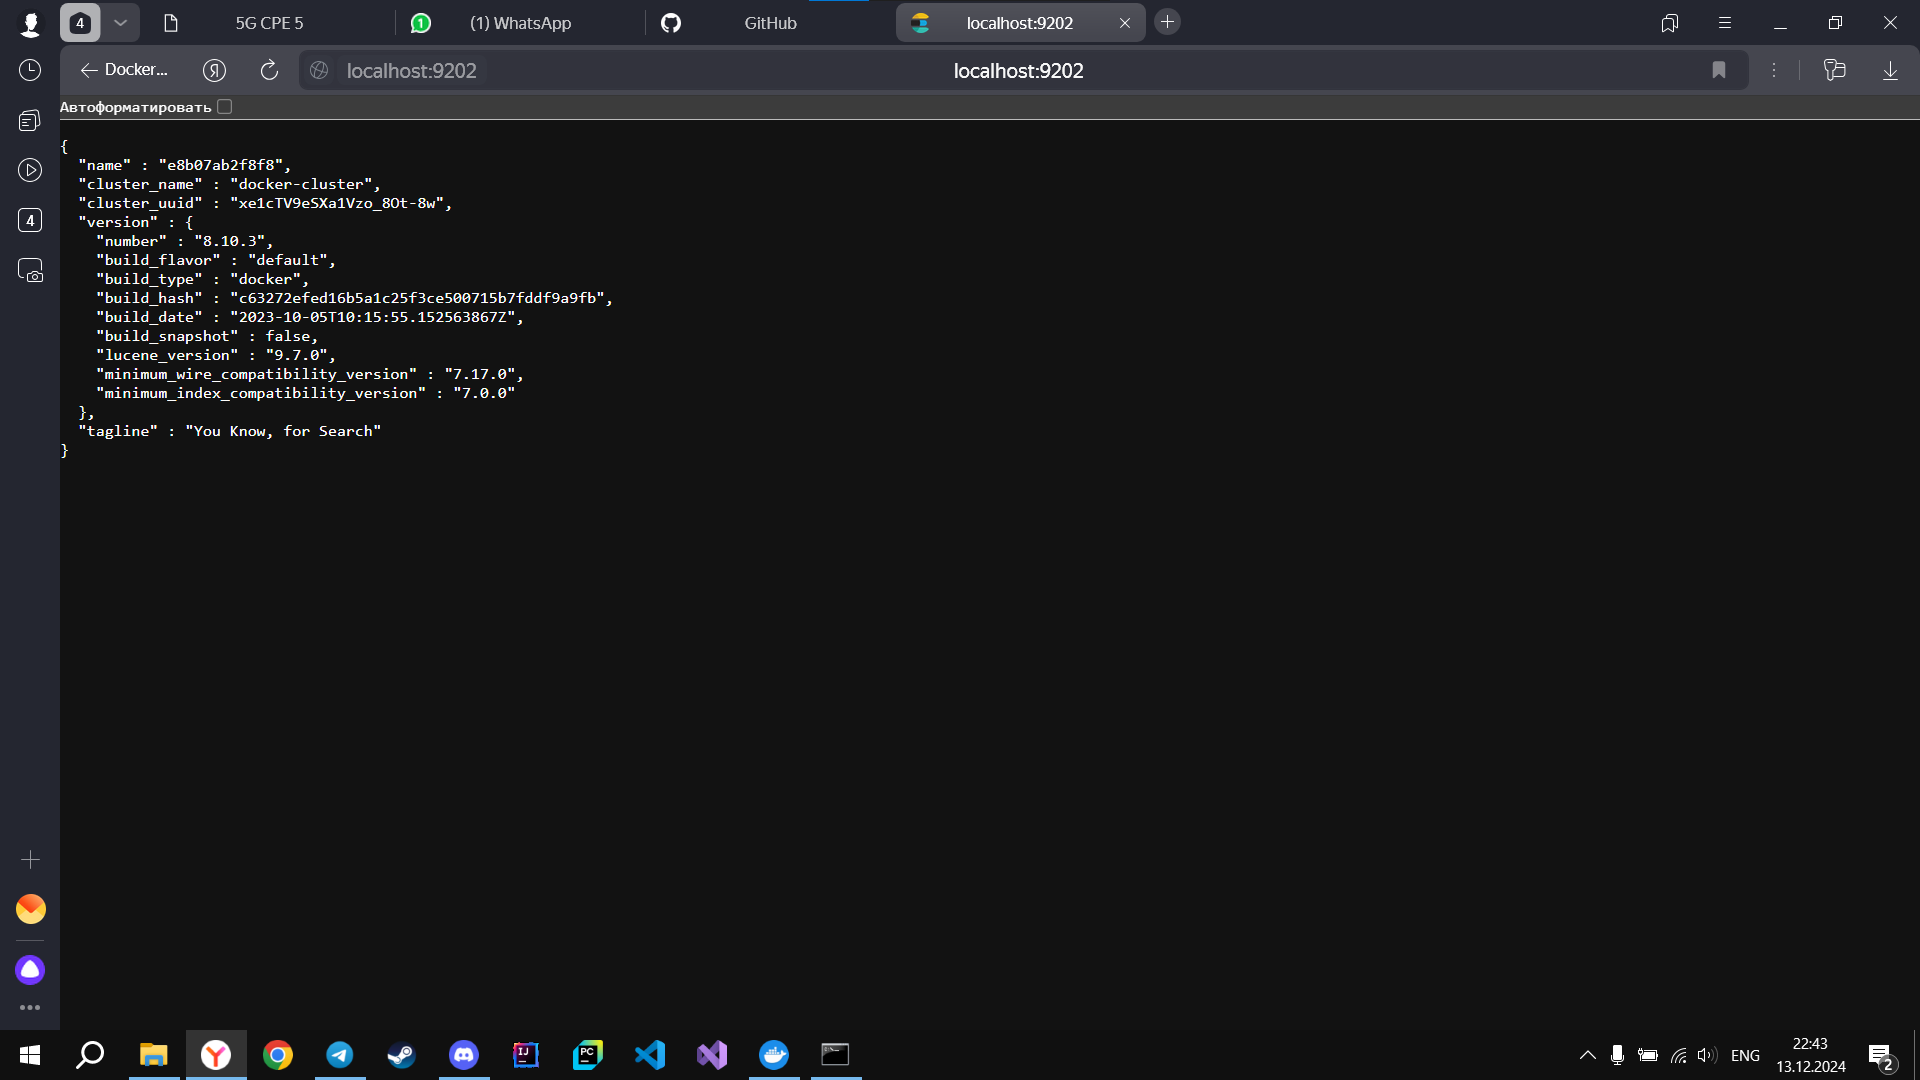 4
5G CPE 5
1
(1) WhatsApp
GitHub
localhost:9202
Docker...
Я
localhost:9202
localhost:9202
Автоформатировать
{
"name" : "e8b07ab2f8f8",
"cluster_name" : "docker-cluster",
"cluster_uuid" : "xe1cTV9eSXa1Vzo_8Ot-8w",
"version" : {
"number" : "8.10.3",
"build_flavor" : "default",
"build_type" : "docker",
"build_hash" : "c63272efed16b5a1c25f3ce500715b7fddf9a9fb",
"build_date" : "2023-10-05T10:15:55.152563867Z",
"build_snapshot" : false,
"lucene_version" : "9.7.0",
"minimum_wire_compatibility_version" : "7.17.0",
"minimum_index_compatibility_version" : "7.0.0"
},
"tagline" : "You Know, for Search"
}
4
IJ
PC
ENG
22:43
13.12.2024
2